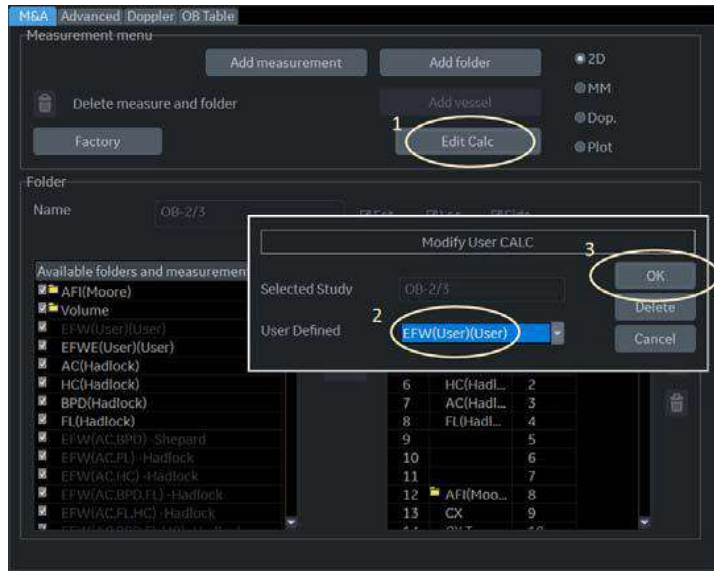 M&A Advanced Doppler OB Table
Measurement menu
Add measurement Add folder 2D
MM
Delete measure and folder Add vessel
Dop.
1
Factory Edit Calc Plot
Folder
Name OB-2/3
Modify User CALC
3
Available folders and measuremen
OK
AFI(Moore) Selected Study OB-2/3
Volume Delete
2
EFW(User)(User) User Defined EFW(User)(User) Cancel
EFWE(User)(User)
AC(Hadlock)
HC(Hadlock) 6 HC(Hadl... 2
BPD(Hadlock) 7 AC(Hadl... 3
FL(Hadlock) 8 FL(Hadl... 4
EFW(AC,BPD) -Shepard 9 5
EFW(AC,FL) -Hadlock 10 6
EFW(AC,HC) -Hadlock 11 7
EFW(AC,BPD,FL) -Hadlock 12 AFI(Moo... 8
EFW(AC,FL,HC) -Hadlock 13 CX 9